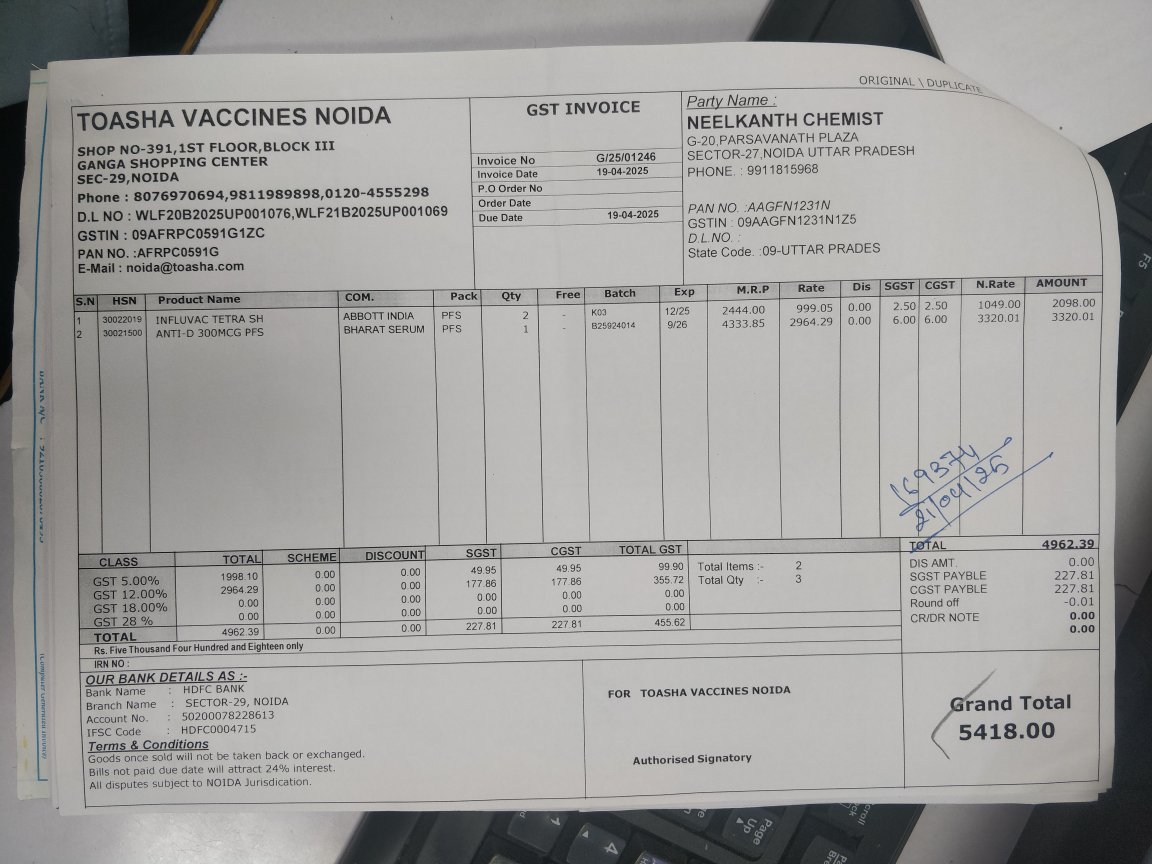 ORIGINAL \ DUPLICATE
TOASHA VACCINES NOIDA
SHOP NO-391,1ST FLOOR,BLOCK III
GANGA SHOPPING CENTER
SEC-29,NOIDA
Phone : 8076970694,9811989898,0120-4555298
D.L NO : WLF20B2025UP001076,WLF21B2025UP001069
GSTIN : 09AFRPC0591G1ZC
PAN NO. :AFRPC0591G
E-Mail : noida@toasha.com
GST INVOICE
Invoice No G/25/01246
Invoice Date 19-04-2025
P.O Order No
Order Date
Due Date 19-04-2025
Party Name :
NEELKANTH CHEMIST
G-20,PARSAVANATH PLAZA
SECTOR-27,NOIDA UTTAR PRADESH
PHONE. : 9911815968
PAN NO. :AAGFN1231N
GSTIN : 09AAGFN1231N1Z5
D.L.NO. :
State Code. :09-UTTAR PRADES
S.N HSN Product Name COM. Pack Qty Free Batch Exp M.R.P Rate Dis SGST CGST N.Rate AMOUNT
1 30022019 INFLUVAC TETRA SH ABBOTT INDIA PFS 2 - K03 12/25 2444.00 999.05 0.00 2.50 2.50 1049.00 2098.00
2 30021500 ANTI-D 300MCG PFS BHARAT SERUM PFS 1 - B25924014 9/26 4333.85 2964.29 0.00 6.00 6.00 3320.01 3320.01
169374
21/04/25
CLASS TOTAL SCHEME DISCOUNT SGST CGST TOTAL GST
GST 5.00% 1998.10 0.00 0.00 49.95 49.95 99.90
GST 12.00% 2964.29 0.00 0.00 177.86 177.86 355.72
GST 18.00% 0.00 0.00 0.00 0.00 0.00 0.00
GST 28 % 0.00 0.00 0.00 0.00 0.00 0.00
TOTAL 4962.39 0.00 0.00 227.81 227.81 455.62
Total Items :- 2
Total Qty :- 3
TOTAL 4962.39
DIS AMT. 0.00
SGST PAYBLE 227.81
CGST PAYBLE 227.81
Round off -0.01
CR/DR NOTE 0.00
0.00
Rs. Five Thousand Four Hundred and Eighteen only
IRN NO :
OUR BANK DETAILS AS :-
Bank Name : HDFC BANK
Branch Name : SECTOR-29, NOIDA
Account No. : 50200078228613
IFSC Code : HDFC0004715
Terms & Conditions
Goods once sold will not be taken back or exchanged.
Bills not paid due date will attract 24% interest.
All disputes subject to NOIDA Jurisdication.
FOR TOASHA VACCINES NOIDA
Authorised Signatory
Grand Total
5418.00
F5
Page
Up
1
4